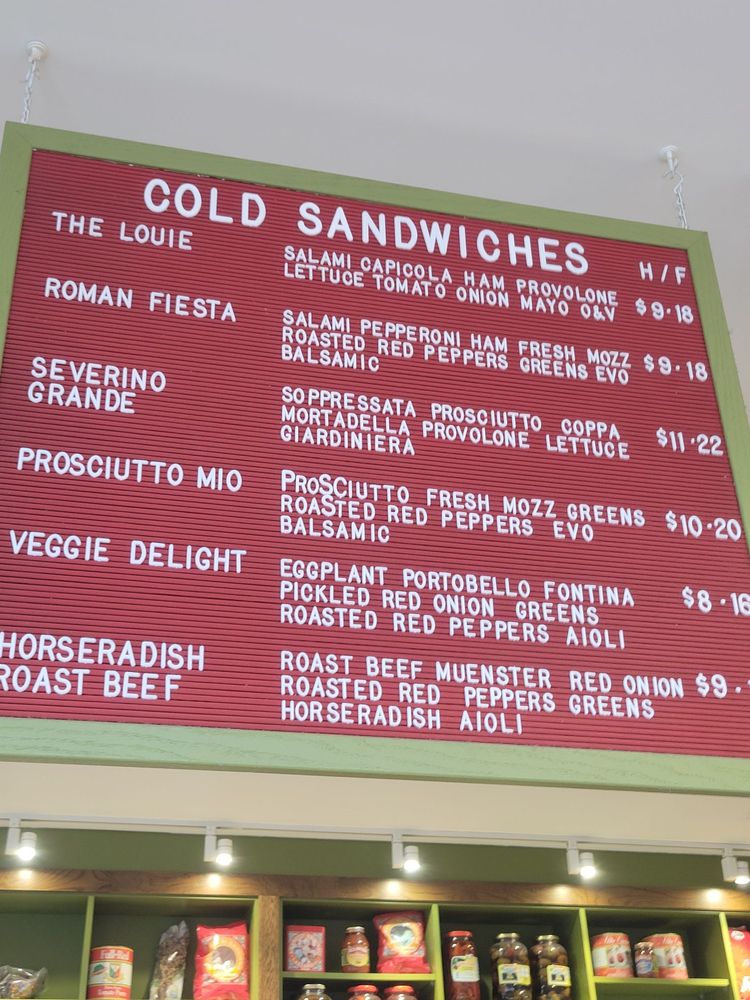 COLD SANDWICHES
H/F
THE LOUIE
SALAMI CAPICOLA HAM PROVOLONE
LETTUCE TOMATO ONION MAYO O&V $9·18
ROMAN FIESTA
SALAMI PEPPERONI HAM FRESH MOZZ
ROASTED RED PEPPERS GREENS EVO $9·18
BALSAMIC
SEVERINO
GRANDE
SOPPRESSATA PROSCIUTTO COPPA
MORTADELLA PROVOLONE LETTUCE $11·22
GIARDINIERA
PROSCIUTTO MIO
PROSCIUTTO FRESH MOZZ GREENS
ROASTED RED PEPPERS EVO $10·20
BALSAMIC
VEGGIE DELIGHT
EGGPLANT PORTOBELLO FONTINA $8·16
PICKLED RED ONION GREENS
ROASTED RED PEPPERS AIOLI
HORSERADISH
ROAST BEEF
ROAST BEEF MUENSTER RED ONION $9·
ROASTED RED PEPPERS GREENS
HORSERADISH AIOLI
Full-Red